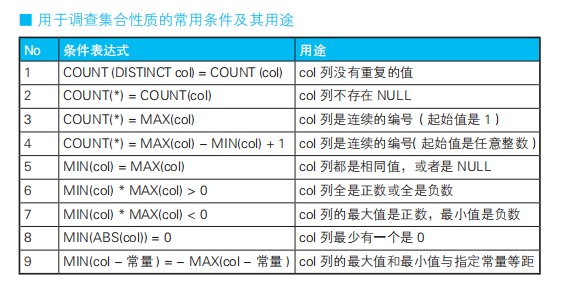 ■ 用于调查集合性质的常用条件及其用途
No 条件表达式 用途
1 COUNT (DISTINCT col) = COUNT (col) col 列没有重复的值
2 COUNT(*) = COUNT(col) col 列不存在 NULL
3 COUNT(*) = MAX(col) col 列是连续的编号（起始值是 1）
4 COUNT(*) = MAX(col) – MIN(col) + 1 col 列是连续的编号（起始值是任意整数）
5 MIN(col) = MAX(col) col 列都是相同值，或者是 NULL
6 MIN(col) * MAX(col) > 0 col 列全是正数或全是负数
7 MIN(col) * MAX(col) < 0 col 列的最大值是正数，最小值是负数
8 MIN(ABS(col)) = 0 col 列最少有一个是 0
9 MIN(col – 常量) = – MAX(col – 常量) col 列的最大值和最小值与指定常量等距